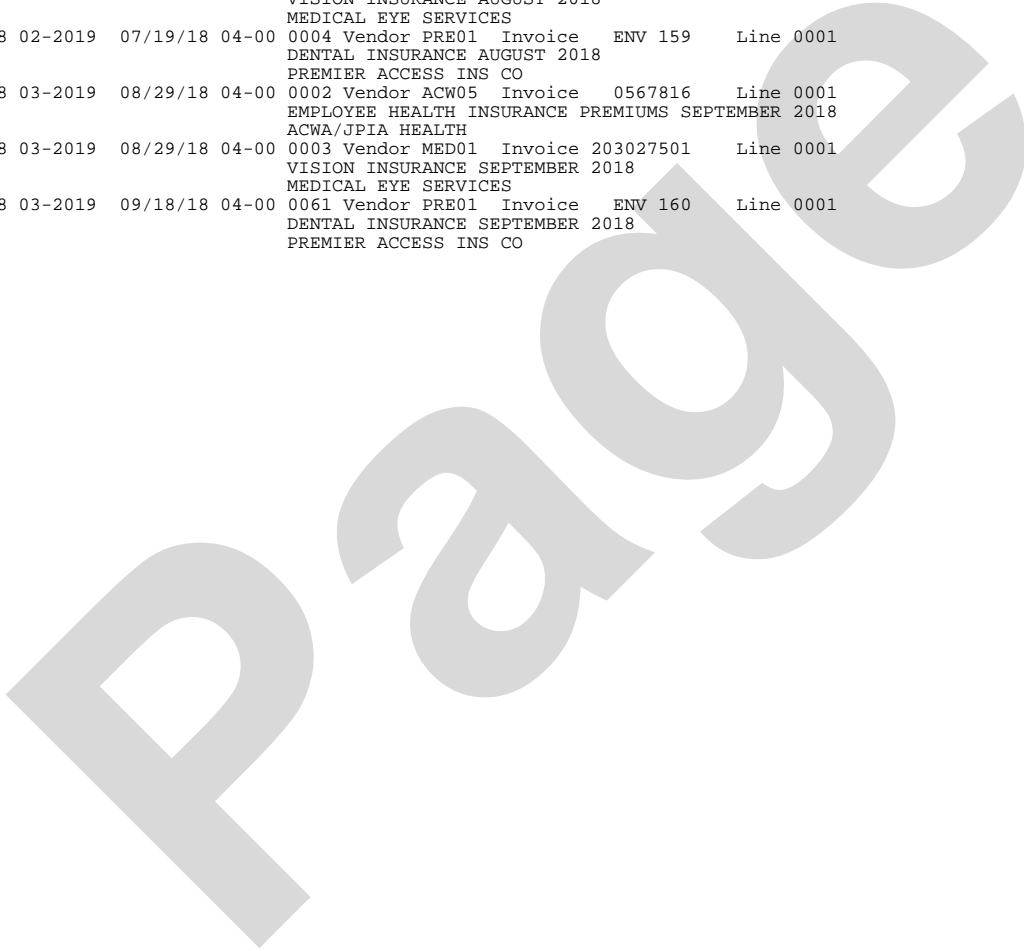 VISION INSURANCE AUGUST 2018
MEDICAL EYE SERVICES
8 02-2019 07/19/18 04-00 0004 Vendor PRE01 Invoice ENV 159 Line 0001
DENTAL INSURANCE AUGUST 2018
PREMIER ACCESS INS CO
8 03-2019 08/29/18 04-00 0002 Vendor ACW05 Invoice 0567816 Line 0001
EMPLOYEE HEALTH INSURANCE PREMIUMS SEPTEMBER 2018
ACWA/JPIA HEALTH
8 03-2019 08/29/18 04-00 0003 Vendor MED01 Invoice 203027501 Line 0001
VISION INSURANCE SEPTEMBER 2018
MEDICAL EYE SERVICES
8 03-2019 09/18/18 04-00 0061 Vendor PRE01 Invoice ENV 160 Line 0001
DENTAL INSURANCE SEPTEMBER 2018
PREMIER ACCESS INS CO
Page